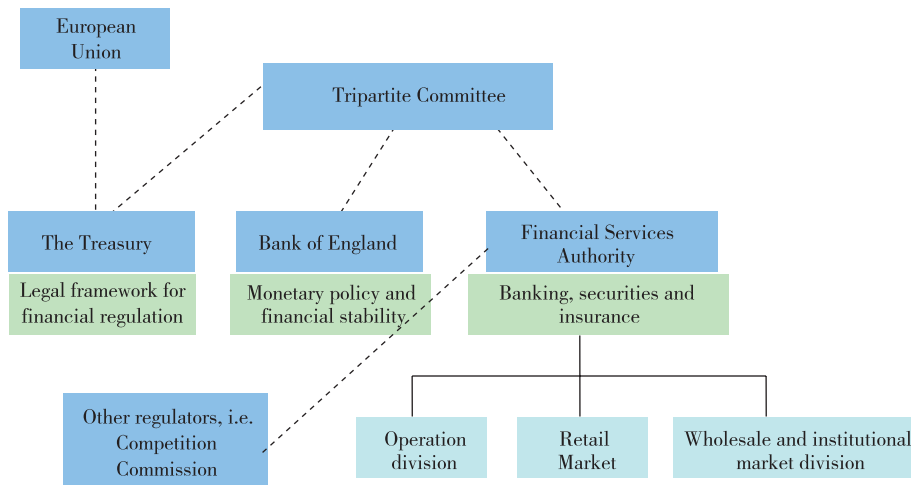 European
Union
Tripartite Committee
The Treasury
Bank of England
Financial Services
Authority
Legal framework for
financial regulation
Monetary policy and
financial stability
Banking, securities and
insurance
Other regulators, i.e.
Competition
Commission
Operation
division
Retail
Market
Wholesale and institutional
market division